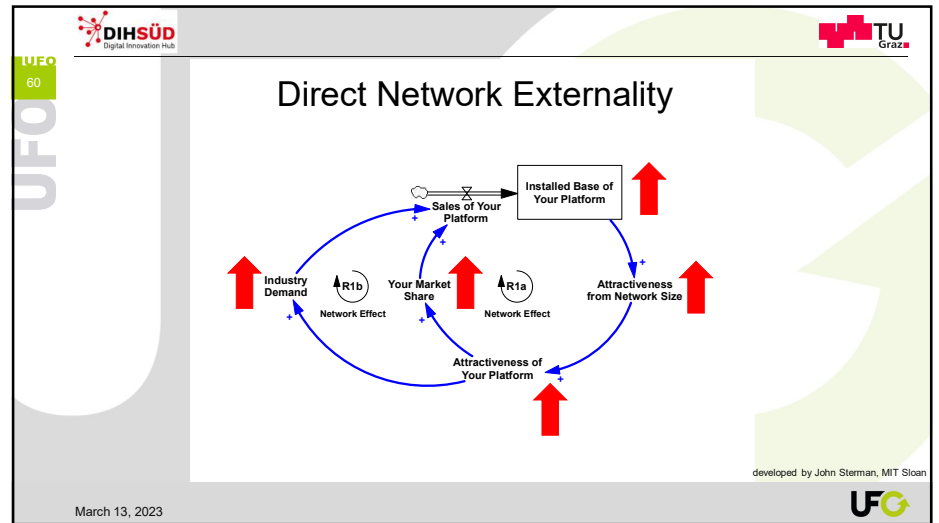 DIHSÜD
Digital Innovation Hub
TU
Graz
UFO
60
UFO
Direct Network Externality
Installed Base of
Your Platform
Sales of Your
Platform
+
+
+
Industry
Demand
R1b
Your Market
Share
R1a
Attractiveness
from Network Size
+
Network Effect
+
Network Effect
Attractiveness of
Your Platform
+
developed by John Sterman, MIT Sloan
March 13, 2023
UFO